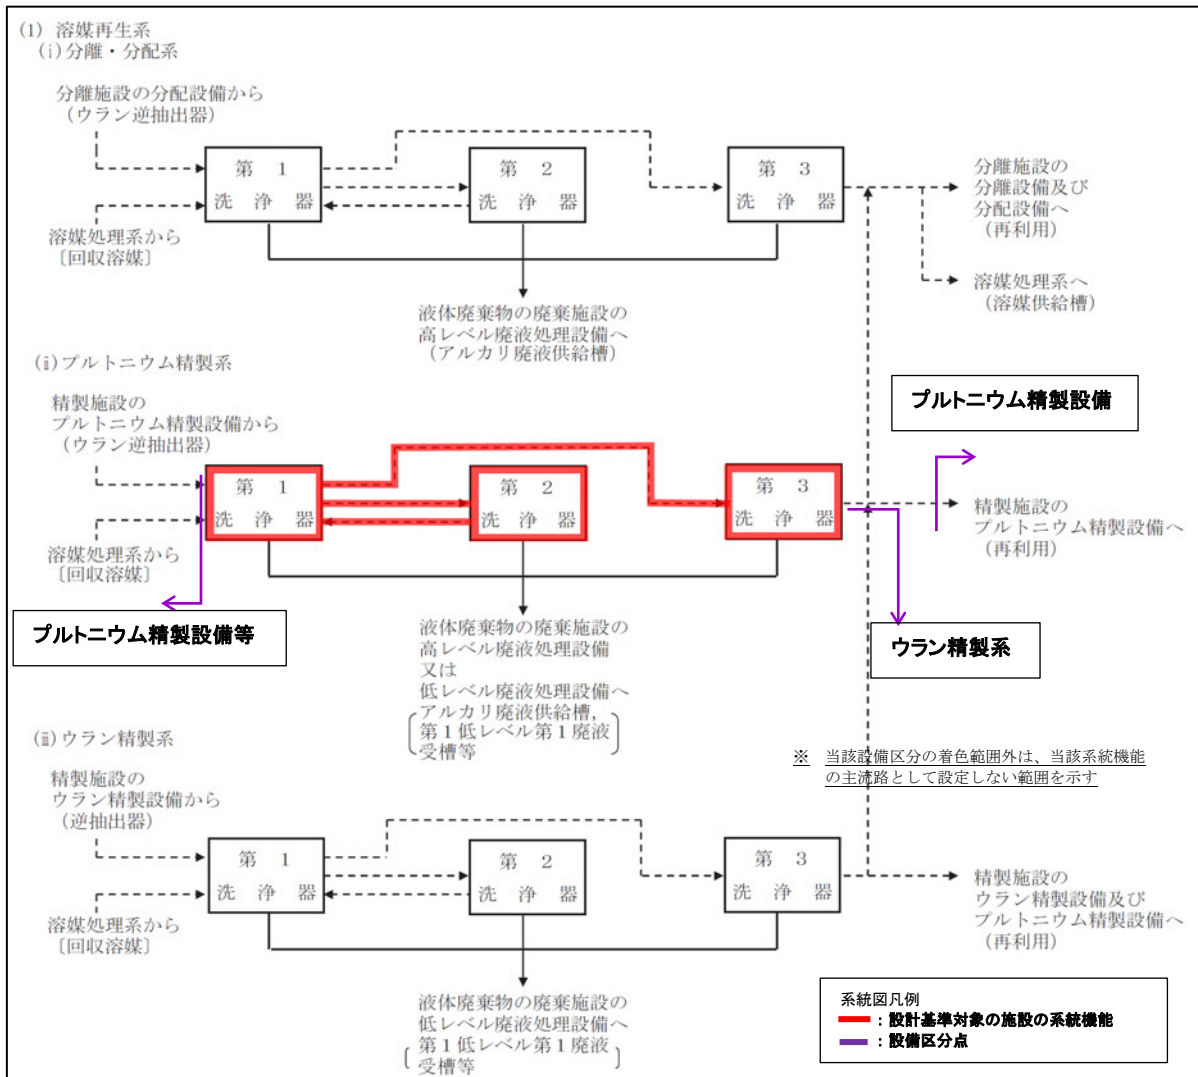 (1) 溶媒再生系
(ⅰ)分離・分配系
分離施設の分配設備から
(ウラン逆抽出器)
第 1
洗 浄 器
第 2
洗 浄 器
第 3
洗 浄 器
分離施設の
分離設備及び
分配設備へ
(再利用)
溶媒処理系から
〔回収溶媒〕
溶媒処理系へ
(溶媒供給槽)
液体廃棄物の廃棄施設の
高レベル廃液処理設備へ
(アルカリ廃液供給槽)
(ⅱ)プルトニウム精製系
精製施設の
プルトニウム精製設備から
(ウラン逆抽出器)
プルトニウム精製設備
第 1
洗 浄 器
第 2
洗 浄 器
第 3
洗 浄 器
精製施設の
プルトニウム精製設備へ
(再利用)
溶媒処理系から
〔回収溶媒〕
プルトニウム精製設備等
ウラン精製系
液体廃棄物の廃棄施設の
高レベル廃液処理設備
又は
低レベル廃液処理設備へ
アルカリ廃液供給槽,
第1低レベル第1廃液
受槽等
(ⅲ)ウラン精製系
※ 当該設備区分の着色範囲外は、当該系統機能
の主流路として設定しない範囲を示す
精製施設の
ウラン精製設備から
(逆抽出器)
第 1
洗 浄 器
第 2
洗 浄 器
第 3
洗 浄 器
精製施設の
ウラン精製設備及び
プルトニウム精製設備へ
(再利用)
溶媒処理系から
〔回収溶媒〕
液体廃棄物の廃棄施設の
低レベル廃液処理設備へ
第1低レベル第1廃液
受槽等
系統図凡例
:設計基準対象の施設の系統機能
:設備区分点